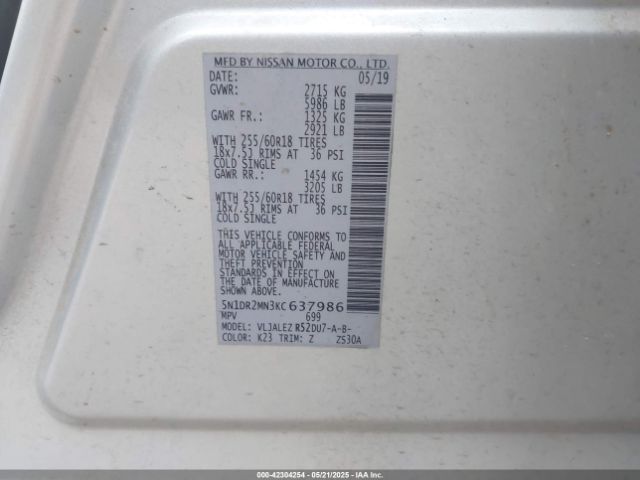 MFD BY NISSAN MOTOR CO., LTD.
DATE: 05/19
GVWR: 2715 KG
5986 LB
GAWR FR.: 1325 KG
2921 LB
WITH 255/60R18 TIRES
18x7.5J RIMS AT 36 PSI
COLD SINGLE
GAWR RR.: 1454 KG
3205 LB
WITH 255/60R18 TIRES
18x7.5J RIMS AT 36 PSI
COLD SINGLE
THIS VEHICLE CONFORMS TO
ALL APPLICABLE FEDERAL
MOTOR VEHICLE SAFETY AND
THEFT PREVENTION
STANDARDS IN EFFECT ON
THE DATE OF MANUFACTURE
SHOWN ABOVE.
5N1DR2MN3KC637986
MPV 699
MODEL: VLJALEZ R52DU7-A-B-
COLOR: K23 TRIM: Z ZS30A
000-42304254 - 05/21/2025 - IAA, Inc.